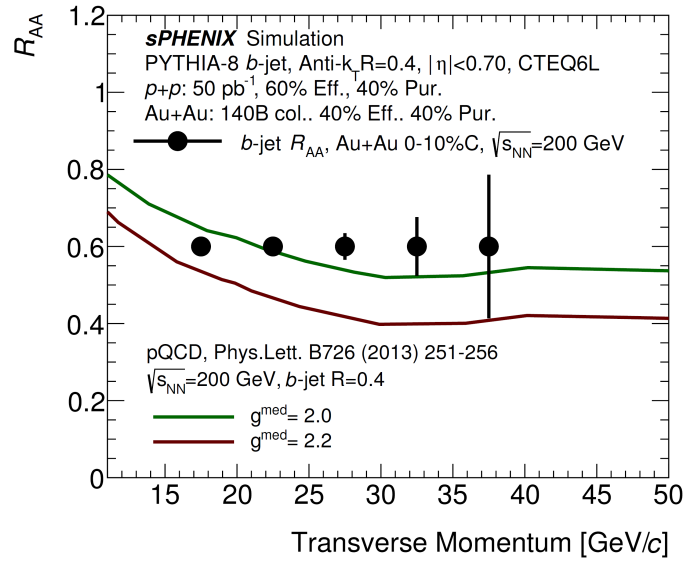 R_AA
sPHENIX Simulation
PYTHIA-8 b-jet, Anti-k_T R=0.4, |η|<0.70, CTEQ6L
p+p: 50 pb⁻¹, 60% Eff., 40% Pur.
Au+Au: 140B col.. 40% Eff.. 40% Pur.
b-jet R_AA, Au+Au 0-10%C, √s_NN=200 GeV
1.2
1
0.8
0.6
0.4
0.2
0
pQCD, Phys.Lett. B726 (2013) 251-256
√s_NN=200 GeV, b-jet R=0.4
g^med= 2.0
g^med= 2.2
15 20 25 30 35 40 45 50
Transverse Momentum [GeV/c]